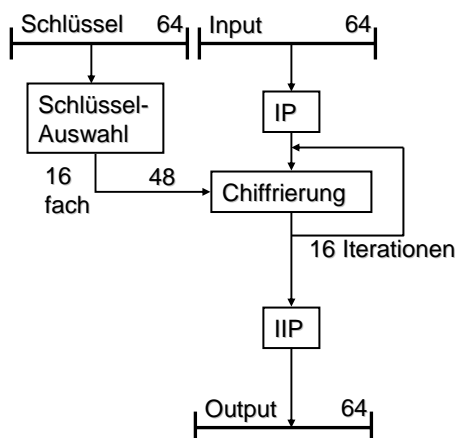 Schlüssel 64
Input 64
Schlüssel-
Auswahl
IP
16
fach
48
Chiffrierung
16 Iterationen
IIP
Output 64